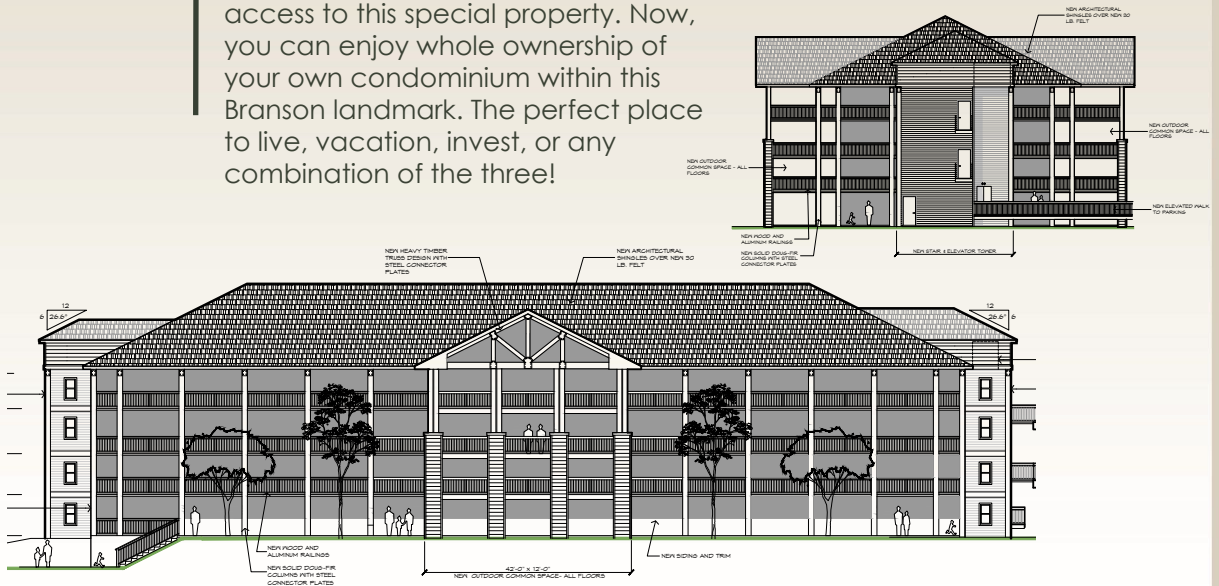 access to this special property. Now,
you can enjoy whole ownership of
your own condominium within this
Branson landmark. The perfect place
to live, vacation, invest, or any
combination of the three!
NEW ARCHITECTURAL
SHINGLES OVER NEW 30
LB. FELT
NEW OUTDOOR
COMMON SPACE - ALL
FLOORS
NEW OUTDOOR
COMMON SPACE - ALL
FLOORS
NEW ELEVATED WALK
TO PARKING
NEW WOOD AND
ALUMINUM RAILINGS
NEW SOLID DOUG-FIR
COLUMNS WITH STEEL
CONNECTOR PLATES
NEW STAIR & ELEVATOR TOWER
NEW HEAVY TIMBER
TRUSS DESIGN WITH
STEEL CONNECTOR
PLATES
NEW ARCHITECTURAL
SHINGLES OVER NEW 30
LB. FELT
12
6 26.6°
12
26.6° 6
NEW WOOD AND
ALUMINUM RAILINGS
NEW SOLID DOUG-FIR
COLUMNS WITH STEEL
CONNECTOR PLATES
42'-0" x 12'-0"
NEW OUTDOOR COMMON SPACE- ALL FLOORS
NEW SIDING AND TRIM